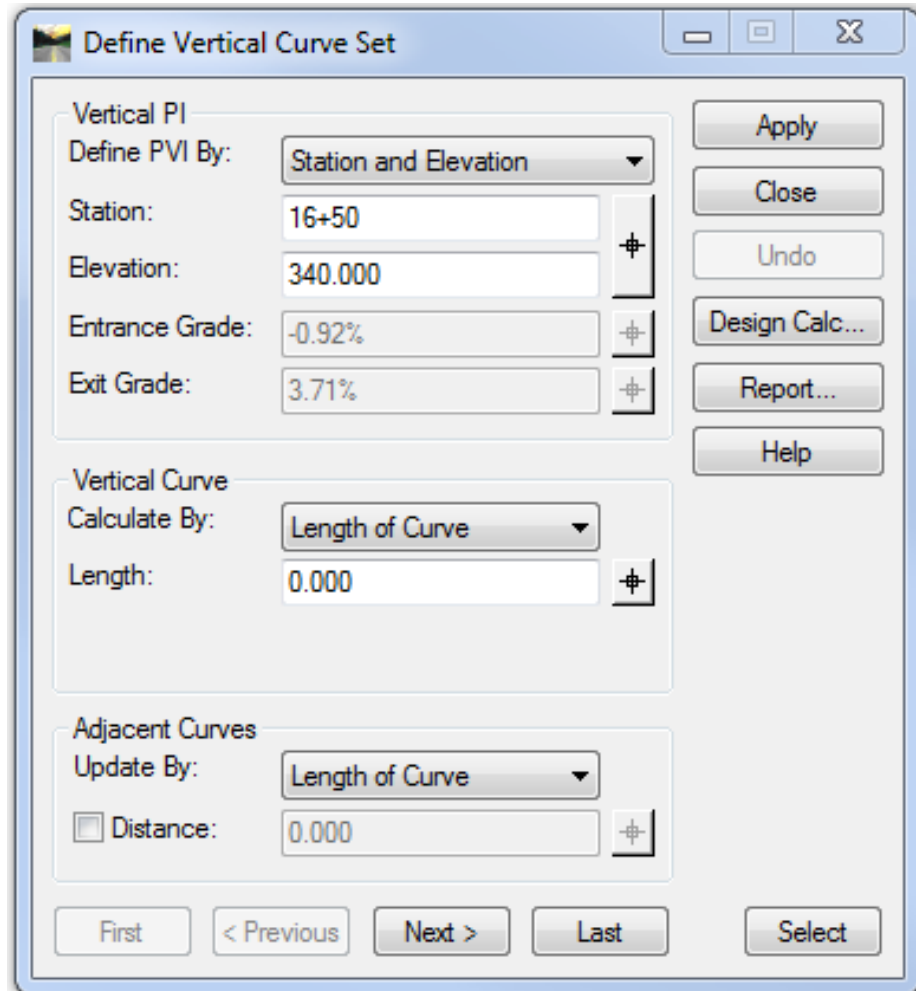 Define Vertical Curve Set
Vertical PI
Define PVI By: Station and Elevation
Station: 16+50
Elevation: 340.000
Entrance Grade: -0.92%
Exit Grade: 3.71%
Vertical Curve
Calculate By: Length of Curve
Length: 0.000
Adjacent Curves
Update By: Length of Curve
Distance: 0.000
Apply
Close
Undo
Design Calc...
Report...
Help
First < Previous Next > Last Select